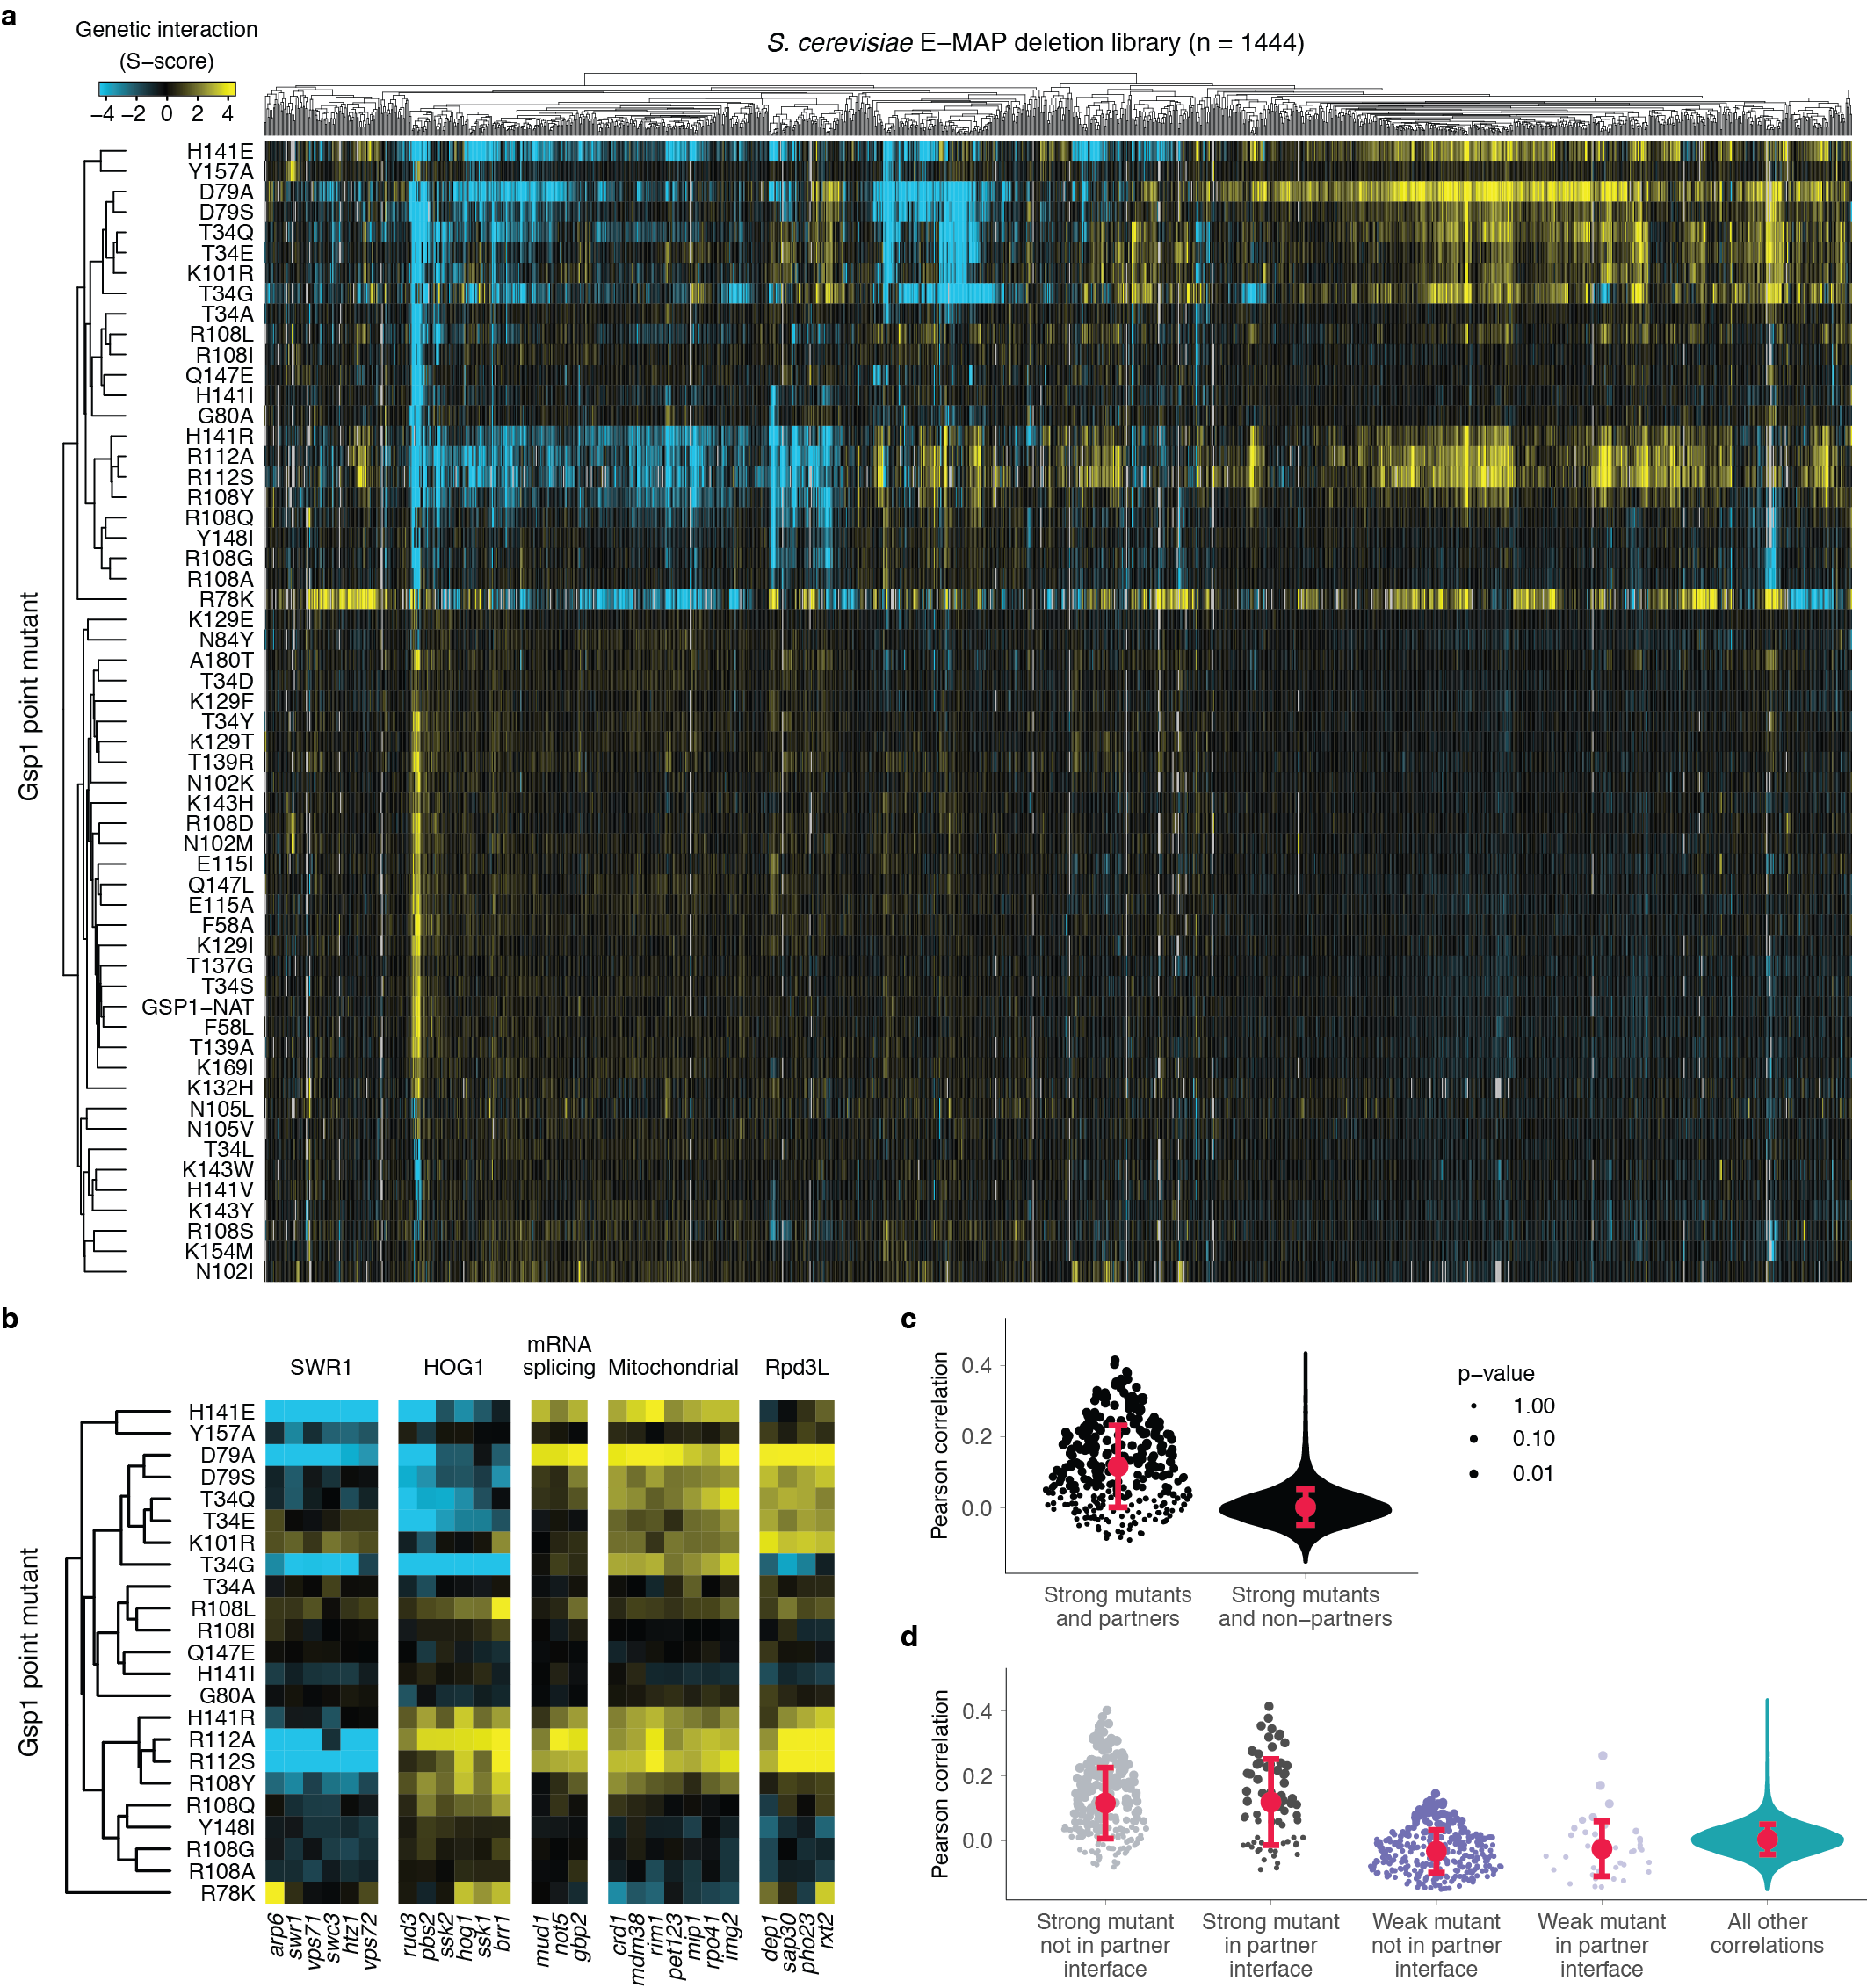 a
Genetic interaction
(S−score)
−4 −2 0 2 4
S. cerevisiae E−MAP deletion library (n = 1444)
Gsp1 point mutant
H141E
Y157A
D79A
D79S
T34Q
T34E
K101R
T34G
T34A
R108L
R108I
Q147E
H141I
G80A
H141R
R112A
R112S
R108Y
R108Q
Y148I
R108G
R108A
R78K
K129E
N84Y
A180T
T34D
K129F
T34Y
K129T
T139R
N102K
K143H
R108D
N102M
E115I
Q147L
E115A
F58A
K129I
T137G
T34S
GSP1−NAT
F58L
T139A
K169I
K132H
N105L
N105V
T34L
K143W
H141V
K143Y
R108S
K154M
N102I
b
SWR1
HOG1
mRNA
splicing
Mitochondrial
Rpd3L
Gsp1 point mutant
H141E
Y157A
D79A
D79S
T34Q
T34E
K101R
T34G
T34A
R108L
R108I
Q147E
H141I
G80A
H141R
R112A
R112S
R108Y
R108Q
Y148I
R108G
R108A
R78K
arp6
swr1
vps71
swc3
htz1
vps72
rud3
pbs2
ssk2
hog1
ssk1
brr1
mud1
not5
gbp2
crd1
mdm38
rim1
pet123
mip1
rpo41
img2
dep1
sap30
pho23
rxt2
c
Pearson correlation
0.4
0.2
0.0
Strong mutants
and partners
Strong mutants
and non−partners
p−value
1.00
0.10
0.01
d
Pearson correlation
0.4
0.2
0.0
Strong mutant
not in partner
interface
Strong mutant
in partner
interface
Weak mutant
not in partner
interface
Weak mutant
in partner
interface
All other
correlations